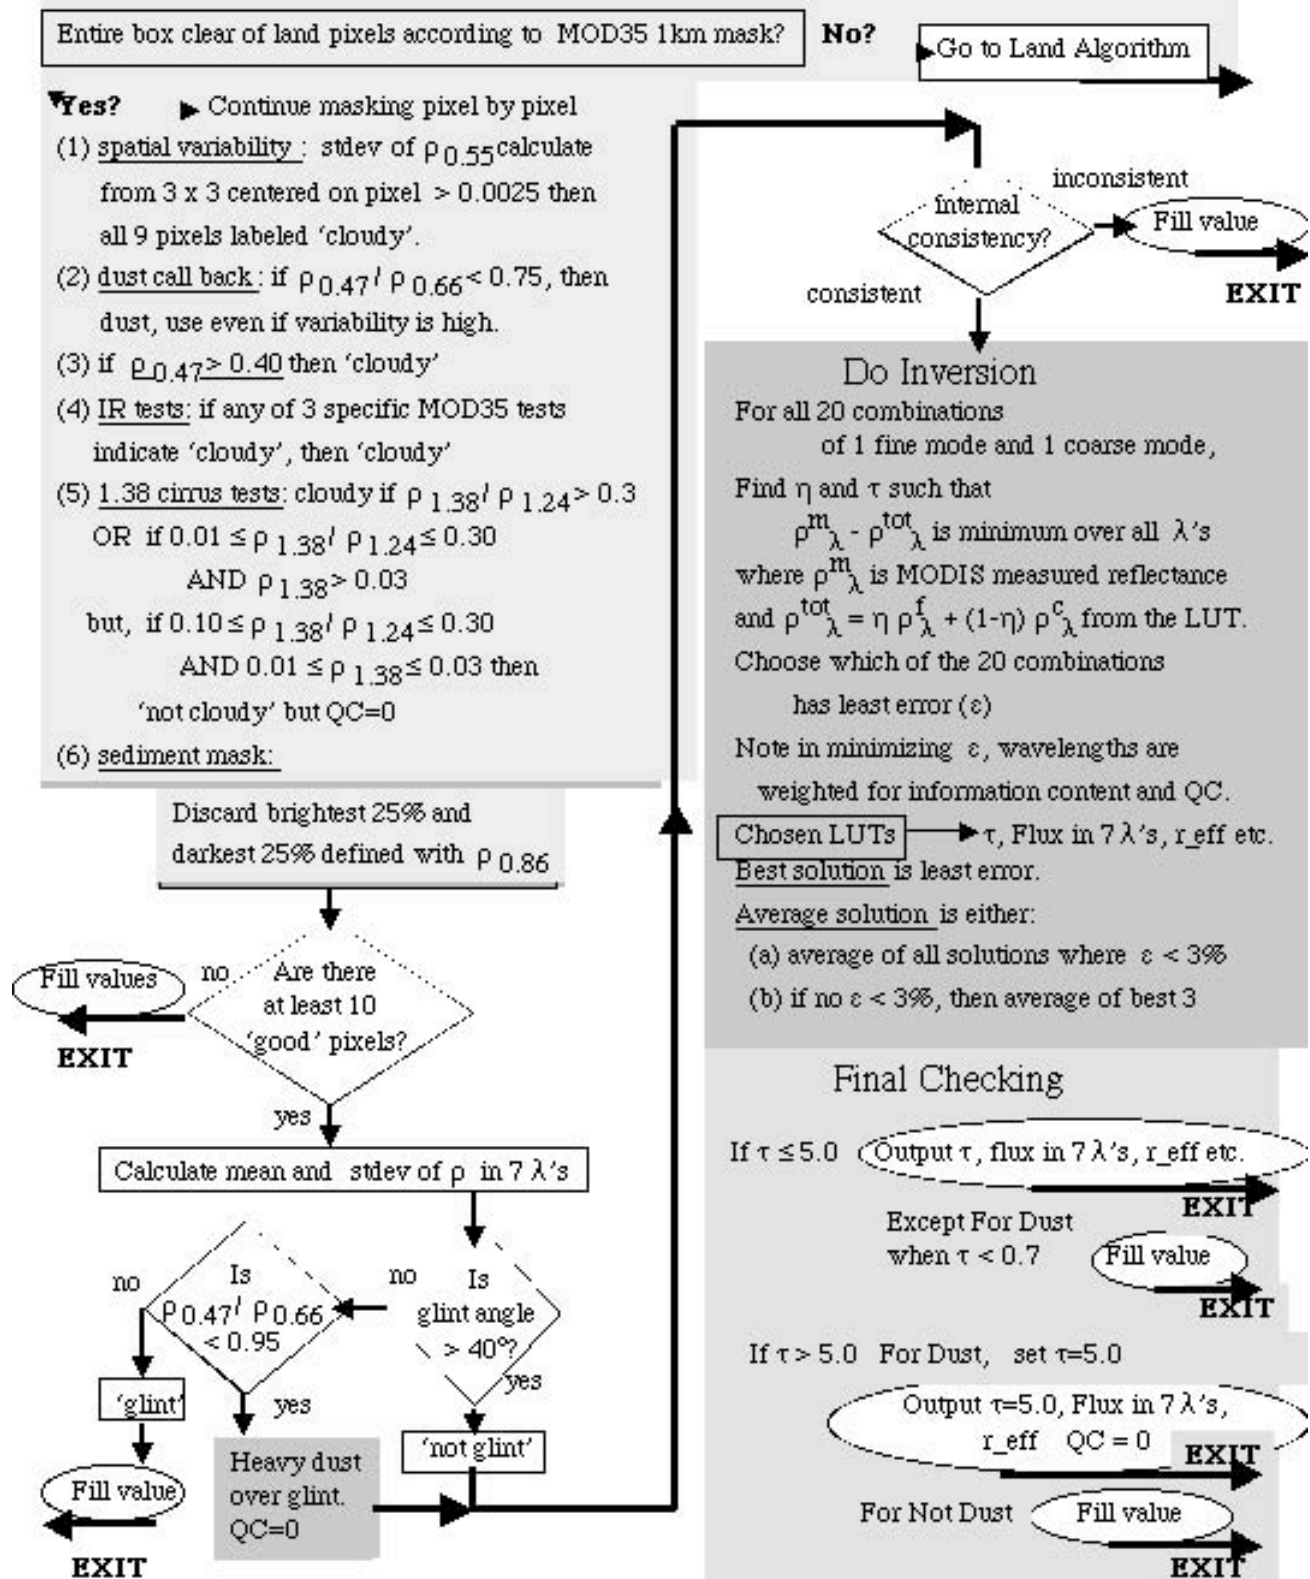 Entire box clear of land pixels according to MOD35 1km mask?
No?
Go to Land Algorithm
Yes? Continue masking pixel by pixel
(1) spatial variability : stdev of ρ0.55 calculate
from 3 x 3 centered on pixel > 0.0025 then
all 9 pixels labeled 'cloudy'.
(2) dust call back: if ρ0.47/ ρ0.66 < 0.75, then
dust, use even if variability is high.
(3) if ρ0.47 > 0.40 then 'cloudy'
(4) IR tests: if any of 3 specific MOD35 tests
indicate 'cloudy', then 'cloudy'
(5) 1.38 cirrus tests: cloudy if ρ1.38/ ρ1.24 > 0.3
OR if 0.01 ≤ ρ1.38/ ρ1.24 ≤ 0.30
AND ρ1.38 > 0.03
but, if 0.10 ≤ ρ1.38/ ρ1.24 ≤ 0.30
AND 0.01 ≤ ρ1.38 ≤ 0.03 then
'not cloudy' but QC=0
(6) sediment mask:
Discard brightest 25% and
darkest 25% defined with ρ0.86
Are there
at least 10
'good' pixels?
no
Fill values
EXIT
yes
Calculate mean and stdev of ρ in 7 λ's
Is
glint angle
> 40°?
no
yes
Is
ρ0.47/ ρ0.66
< 0.95
no
yes
'glint'
Fill value
EXIT
Heavy dust
over glint.
QC=0
'not glint'
internal
consistency?
inconsistent
Fill value
EXIT
consistent
Do Inversion
For all 20 combinations
of 1 fine mode and 1 coarse mode,
Find η and τ such that
ρ^m_λ - ρ^tot_λ is minimum over all λ's
where ρ^m_λ is MODIS measured reflectance
and ρ^tot_λ = η ρ^f_λ + (1-η) ρ^c_λ from the LUT.
Choose which of the 20 combinations
has least error (ε)
Note in minimizing ε, wavelengths are
weighted for information content and QC.
Chosen LUTs τ, Flux in 7 λ's, r_eff etc.
Best solution is least error.
Average solution is either:
(a) average of all solutions where ε < 3%
(b) if no ε < 3%, then average of best 3
Final Checking
If τ ≤ 5.0 Output τ, flux in 7 λ's, r_eff etc.
EXIT
Except For Dust
when τ < 0.7 Fill value
EXIT
If τ > 5.0 For Dust, set τ=5.0
Output τ=5.0, Flux in 7 λ's,
r_eff QC = 0
EXIT
For Not Dust Fill value
EXIT